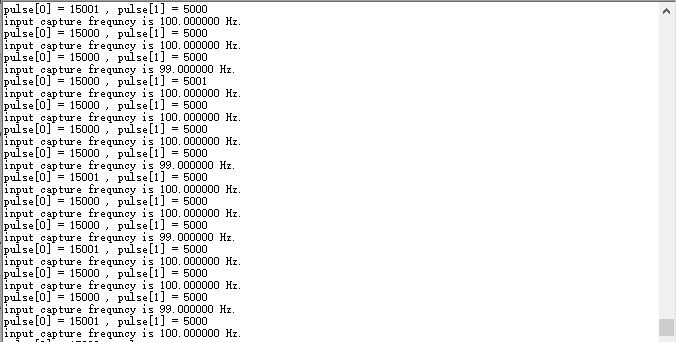 pulse[0] = 15001 , pulse[1] = 5000
input capture frequncy is 100.000000 Hz.
pulse[0] = 15000 , pulse[1] = 5000
input capture frequncy is 100.000000 Hz.
pulse[0] = 15000 , pulse[1] = 5000
input capture frequncy is 99.000000 Hz.
pulse[0] = 15000 , pulse[1] = 5001
input capture frequncy is 100.000000 Hz.
pulse[0] = 15000 , pulse[1] = 5000
input capture frequncy is 100.000000 Hz.
pulse[0] = 15000 , pulse[1] = 5000
input capture frequncy is 100.000000 Hz.
pulse[0] = 15000 , pulse[1] = 5000
input capture frequncy is 99.000000 Hz.
pulse[0] = 15001 , pulse[1] = 5000
input capture frequncy is 100.000000 Hz.
pulse[0] = 15000 , pulse[1] = 5000
input capture frequncy is 100.000000 Hz.
pulse[0] = 15000 , pulse[1] = 5000
input capture frequncy is 99.000000 Hz.
pulse[0] = 15001 , pulse[1] = 5000
input capture frequncy is 100.000000 Hz.
pulse[0] = 15000 , pulse[1] = 5000
input capture frequncy is 100.000000 Hz.
pulse[0] = 15000 , pulse[1] = 5000
input capture frequncy is 99.000000 Hz.
pulse[0] = 15001 , pulse[1] = 5000
input capture frequncy is 100.000000 Hz.